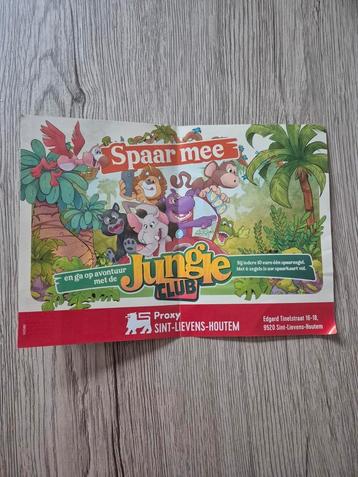 Spaar mee
en ga op avontuur
met de
Jungle
CLUB
Bij iedere 10 euro één spaarzegel.
Met 6 zegels is uw spaarkaart vol.
Proxy
SINT-LIEVENS-HOUTEM
Edgard Tinelstraat 16-18,
9520 Sint-Lievens-Houtem